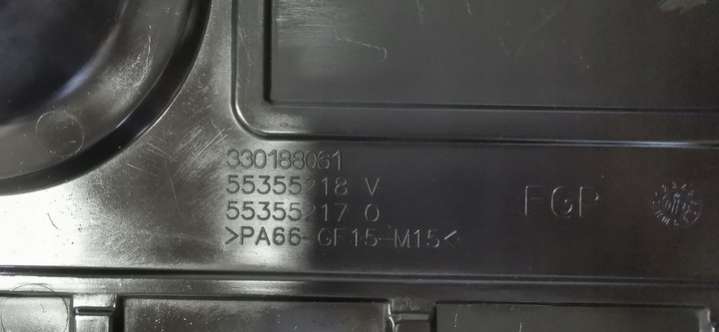 330188061
55355218 V
55355217 0
>PA66-GF15-M15<
FGP